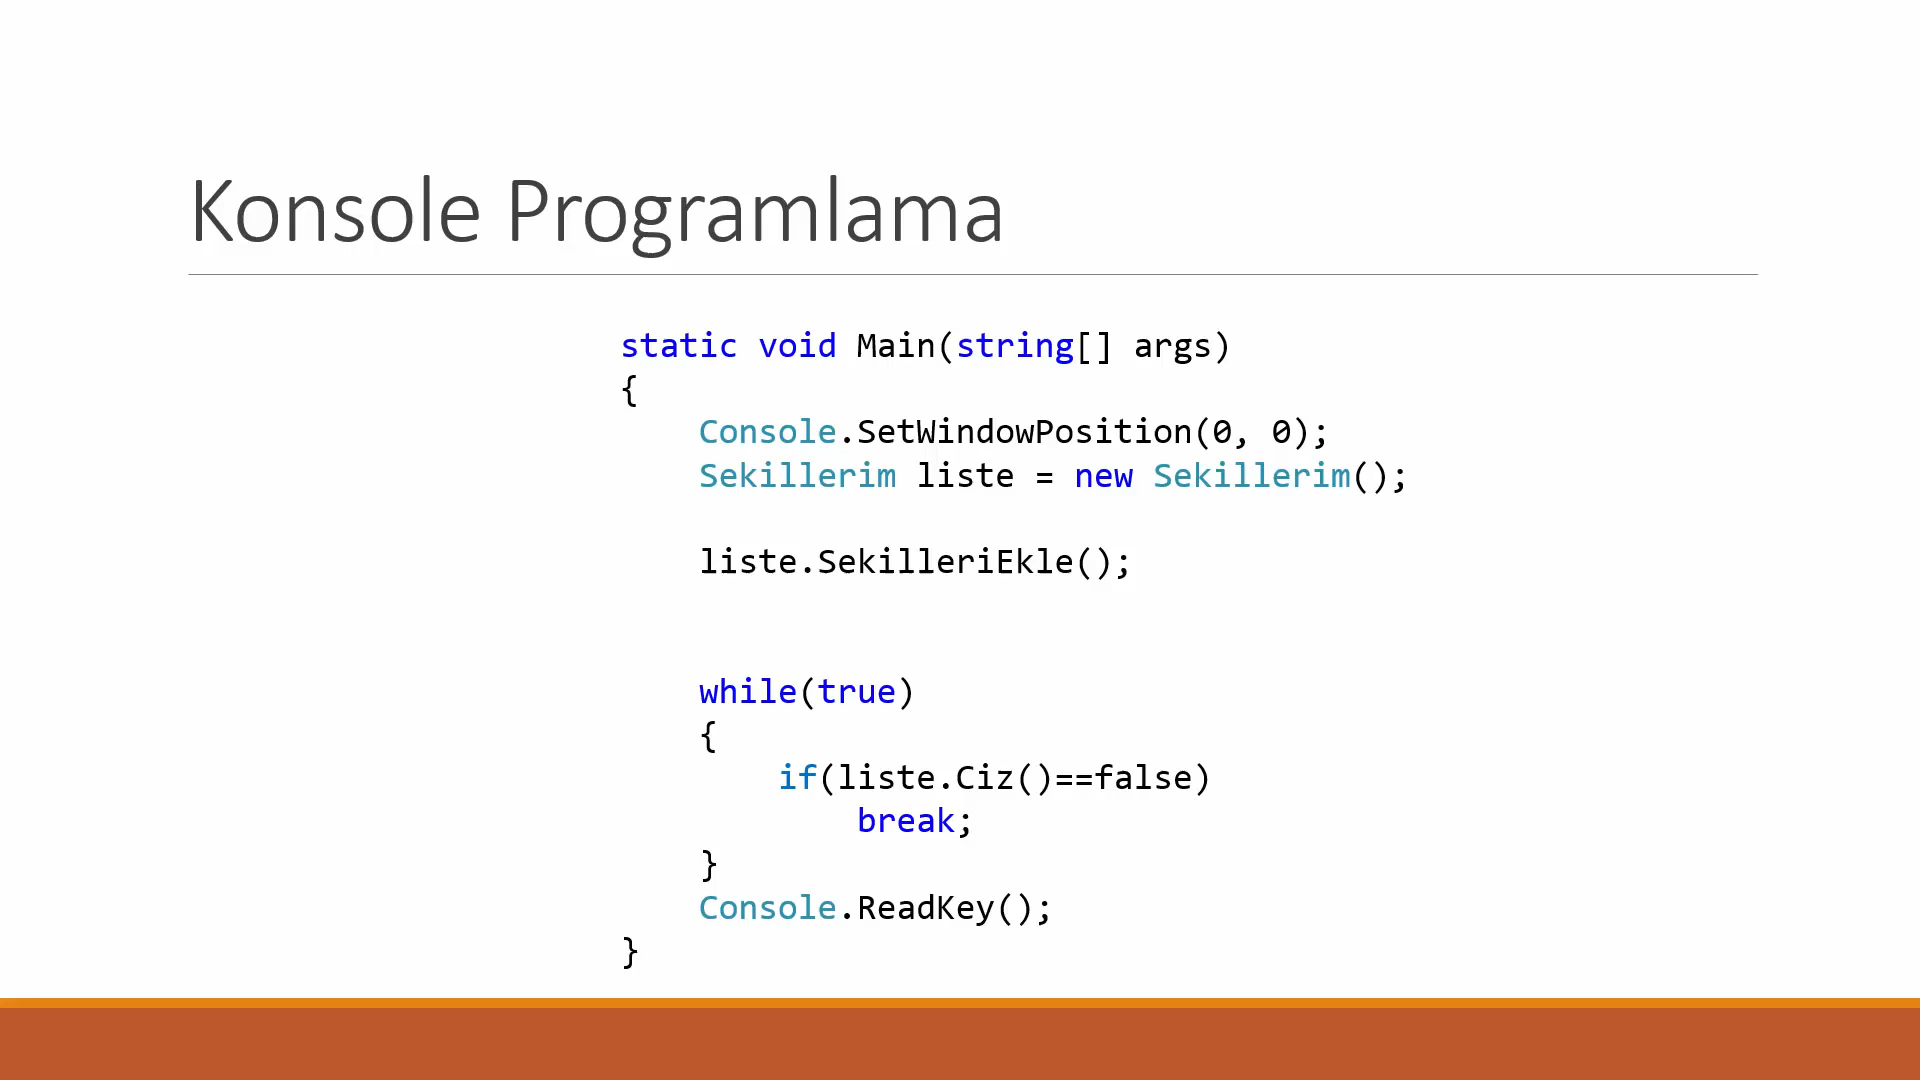 Konsole Programlama
static void Main(string[] args)
{
    Console.SetWindowPosition(0, 0);
    Sekillerim liste = new Sekillerim();
    liste.SekilleriEkle();
    while(true)
    {
        if(liste.Ciz()==false)
            break;
    }
    Console.ReadKey();
}